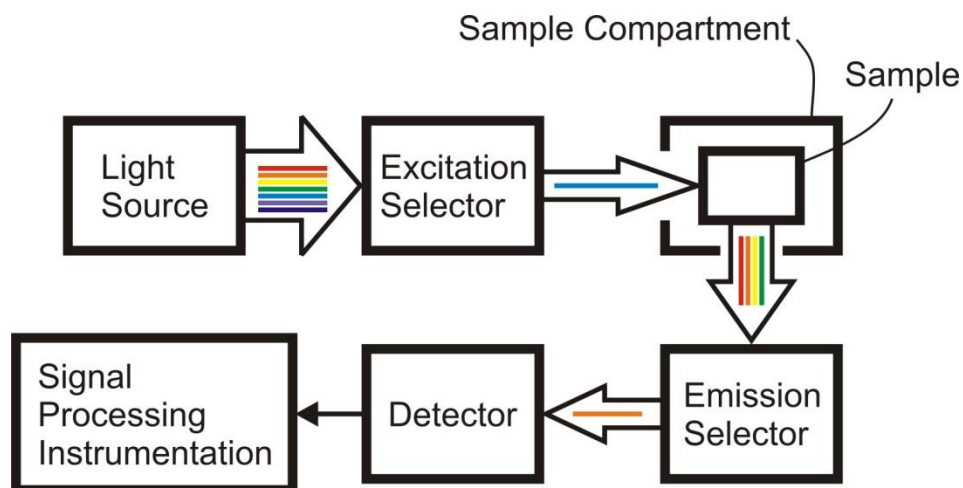 Sample Compartment
Sample
Light
Source
Excitation
Selector
Signal
Processing
Instrumentation
Detector
Emission
Selector